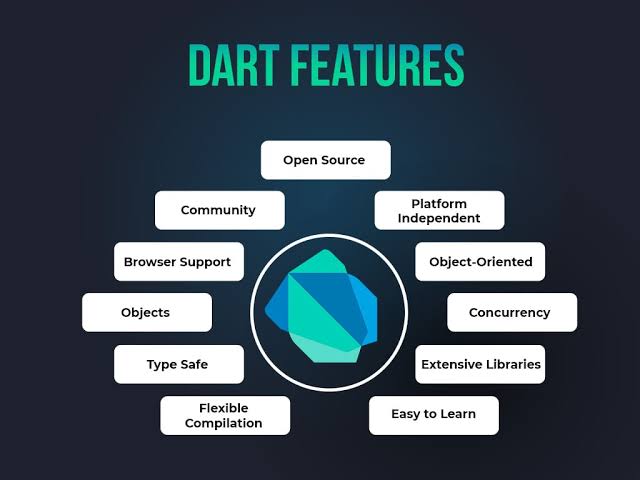 DART FEATURES
Open Source
Community
Platform
Independent
Browser Support
Object-Oriented
Objects
Concurrency
Type Safe
Extensive Libraries
Flexible
Compilation
Easy to Learn